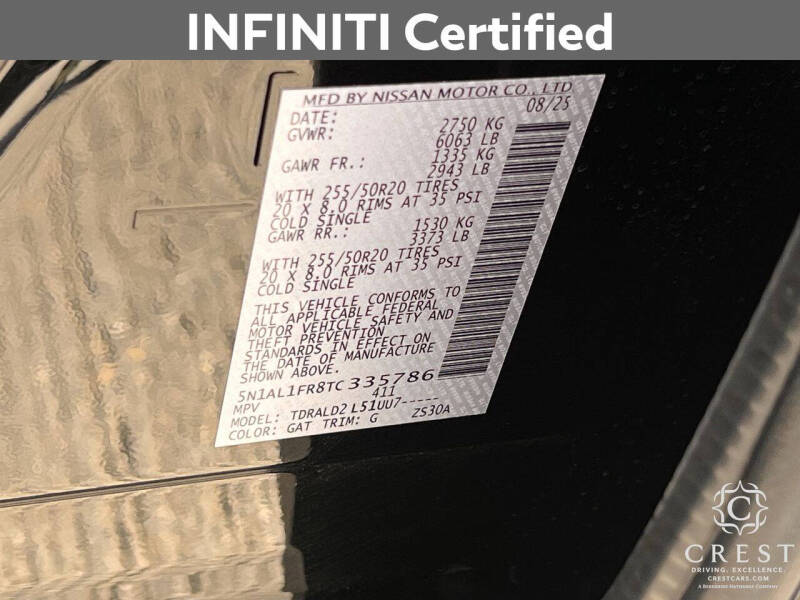 INFINITI Certified
MFD BY NISSAN MOTOR CO., LTD
DATE: 08/25
GVWR: 2750 KG
6063 LB
GAWR FR.: 1335 KG
2943 LB
WITH 255/50R20 TIRES
20 X 8.0 RIMS AT 35 PSI
COLD SINGLE
GAWR RR.: 1530 KG
3373 LB
WITH 255/50R20 TIRES
20 X 8.0 RIMS AT 35 PSI
COLD SINGLE
THIS VEHICLE CONFORMS TO
ALL APPLICABLE FEDERAL
MOTOR VEHICLE SAFETY AND
THEFT PREVENTION
STANDARDS IN EFFECT ON
THE DATE OF MANUFACTURE
SHOWN ABOVE.
5N1AL1FR8TC335786
MPV 411
MODEL: TDRALD2 L51UU7-----
COLOR: GAT TRIM: G ZS30A
C
CREST
DRIVING. EXCELLENCE.
CRESTCARS.COM
A BERKSHIRE HATHAWAY COMPANY